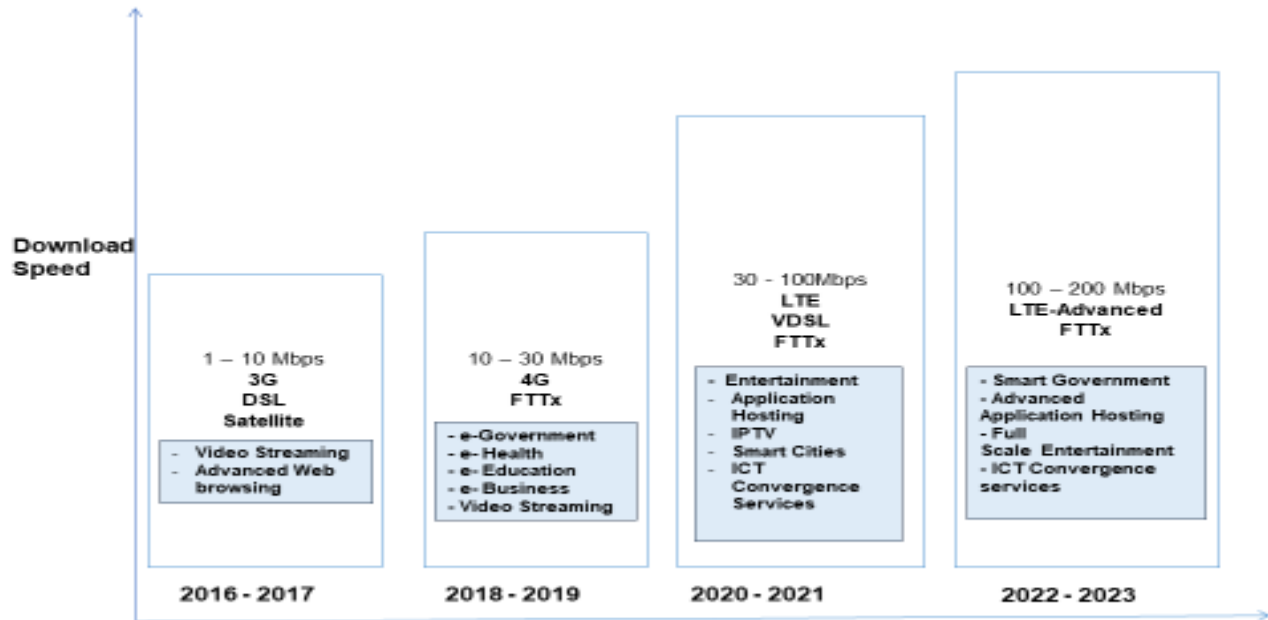 Download
Speed
1 – 10 Mbps
3G
DSL
Satellite
- Video Streaming
- Advanced Web
browsing
2016 - 2017
10 – 30 Mbps
4G
FTTx
- e-Government
- e- Health
- e- Education
- e- Business
- Video Streaming
2018 - 2019
30 - 100Mbps
LTE
VDSL
FTTx
- Entertainment
- Application
Hosting
- IPTV
- Smart Cities
- ICT
Convergence
Services
2020 - 2021
100 – 200 Mbps
LTE-Advanced
FTTx
- Smart Government
- Advanced
Application Hosting
- Full
Scale Entertainment
- ICT Convergence
services
2022 - 2023